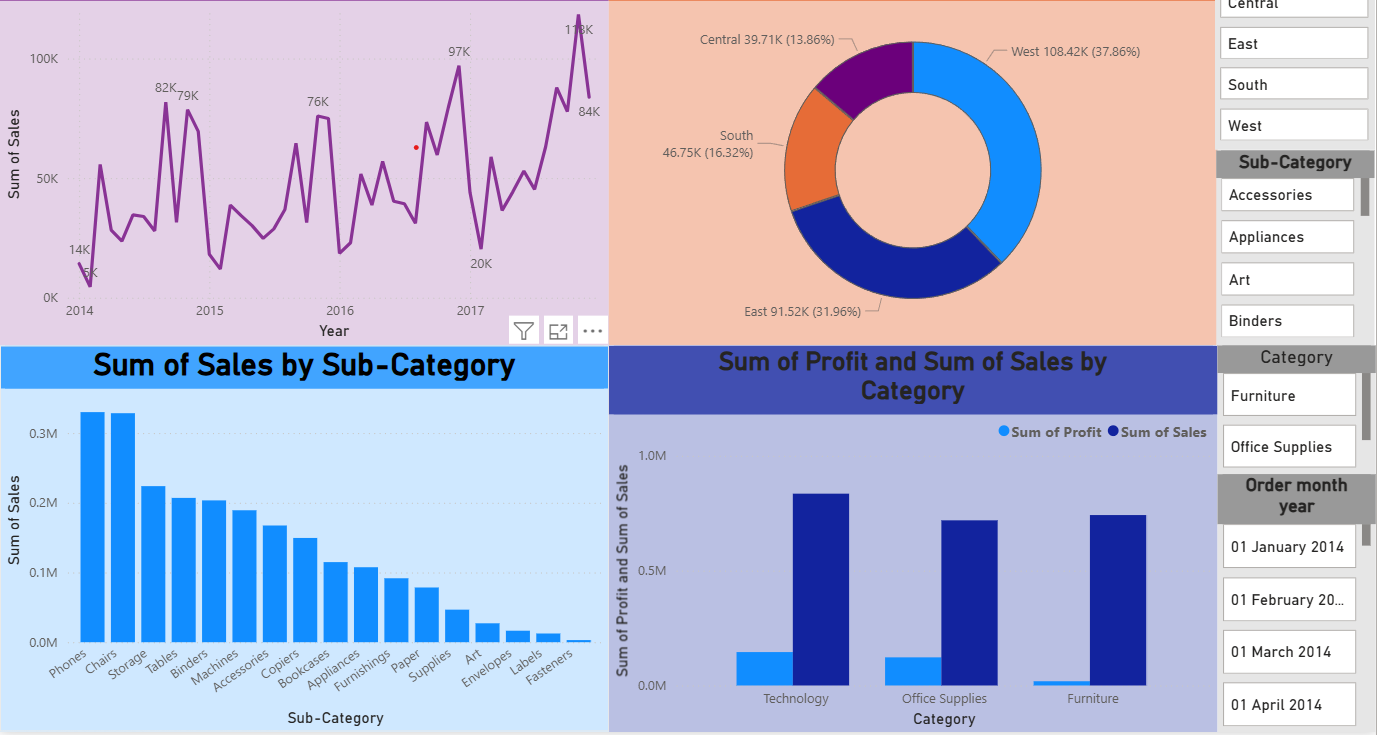 100K
50K
0K
Sum of Sales
14K
5K
82K
79K
76K
97K
20K
118K
84K
2014
2015
2016
2017
Year
Central 39.71K (13.86%)
West 108.42K (37.86%)
South
46.75K (16.32%)
East 91.52K (31.96%)
Central
East
South
West
Sub-Category
Accessories
Appliances
Art
Binders
Sum of Sales by Sub-Category
0.3M
0.2M
0.1M
0.0M
Sum of Sales
Phones
Chairs
Storage
Tables
Binders
Machines
Accessories
Copiers
Bookcases
Appliances
Furnishings
Paper
Supplies
Art
Envelopes
Labels
Fasteners
Sub-Category
Sum of Profit and Sum of Sales by
Category
Sum of Profit
Sum of Sales
1.0M
0.5M
0.0M
Sum of Profit and Sum of Sales
Technology
Office Supplies
Furniture
Category
Category
Furniture
Office Supplies
Order month
year
01 January 2014
01 February 20...
01 March 2014
01 April 2014